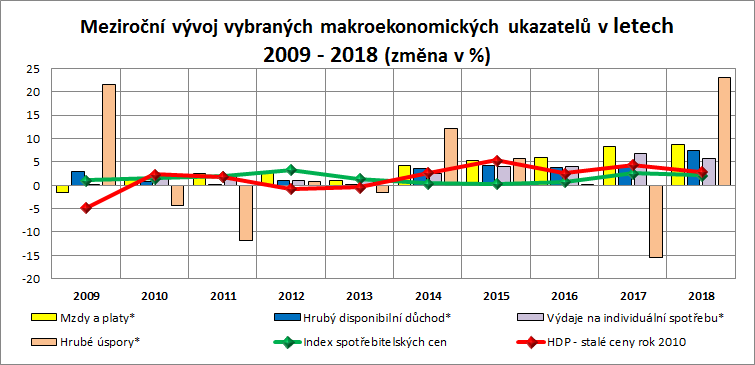 Meziroční vývoj vybraných makroekonomických ukazatelů v letech
2009 - 2018 (změna v %)
25
20
15
10
5
0
-5
-10
-15
-20
2009 2010 2011 2012 2013 2014 2015 2016 2017 2018
Mzdy a platy* Hrubý disponibilní důchod* Výdaje na individuální spotřebu*
Hrubé úspory* Index spotřebitelských cen HDP - stalé ceny rok 2010